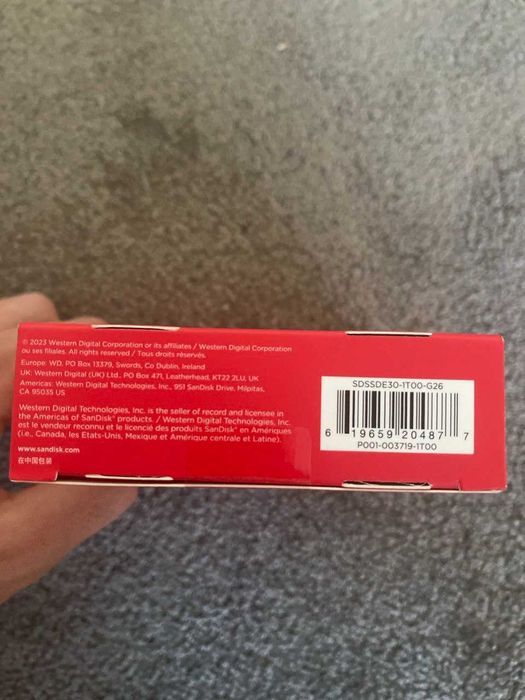 © 2023 Western Digital Corporation or its affiliates / Western Digital Corporation
ou ses filiales. All rights reserved / Tous droits réservés.
Europe: WD, PO Box 13379, Swords, Co Dublin, Ireland
UK: Western Digital (UK) Ltd., PO Box 471, Leatherhead, KT22 2LU, UK
Americas: Western Digital Technologies, Inc., 951 SanDisk Drive, Milpitas,
CA 95035 US
Western Digital Technologies, Inc. is the seller of record and licensee in
the Americas of SanDisk® products. / Western Digital Technologies, Inc.
est le vendeur reconnu et le licencié des produits SanDisk® en Amériques
(i.e., Canada, les États-Unis, Mexique et Amérique centrale et Latine).
www.sandisk.com
在中国包装
SDSSDE30-1T00-G26
6 19659 20487 7
P001-003719-1T00